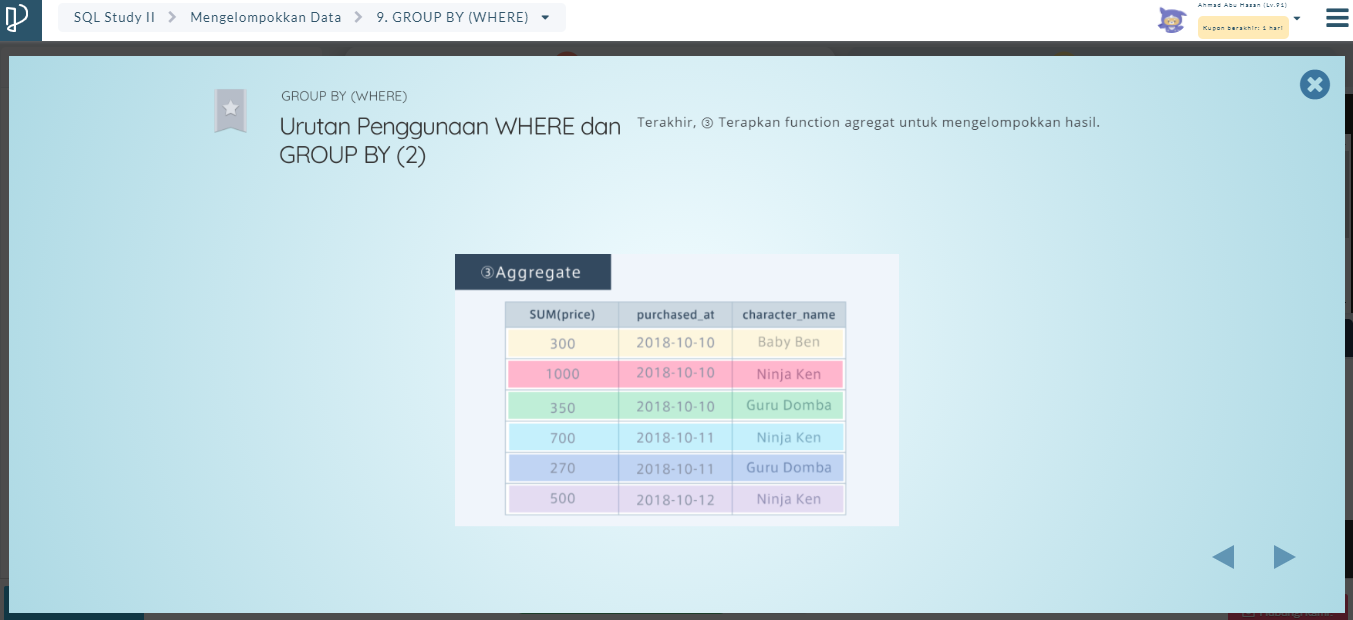 SQL Study II
Mengelompokkan Data
9. GROUP BY (WHERE)
Ahmad Abu Hasan (Lv.91)
Kupon berakhir: 1 hari
GROUP BY (WHERE)
Urutan Penggunaan WHERE dan
GROUP BY (2)
Terakhir, ③ Terapkan function agregat untuk mengelompokkan hasil.
③Aggregate
SUM(price) purchased_at character_name
300 2018-10-10 Baby Ben
1000 2018-10-10 Ninja Ken
350 2018-10-10 Guru Domba
700 2018-10-11 Ninja Ken
270 2018-10-11 Guru Domba
500 2018-10-12 Ninja Ken